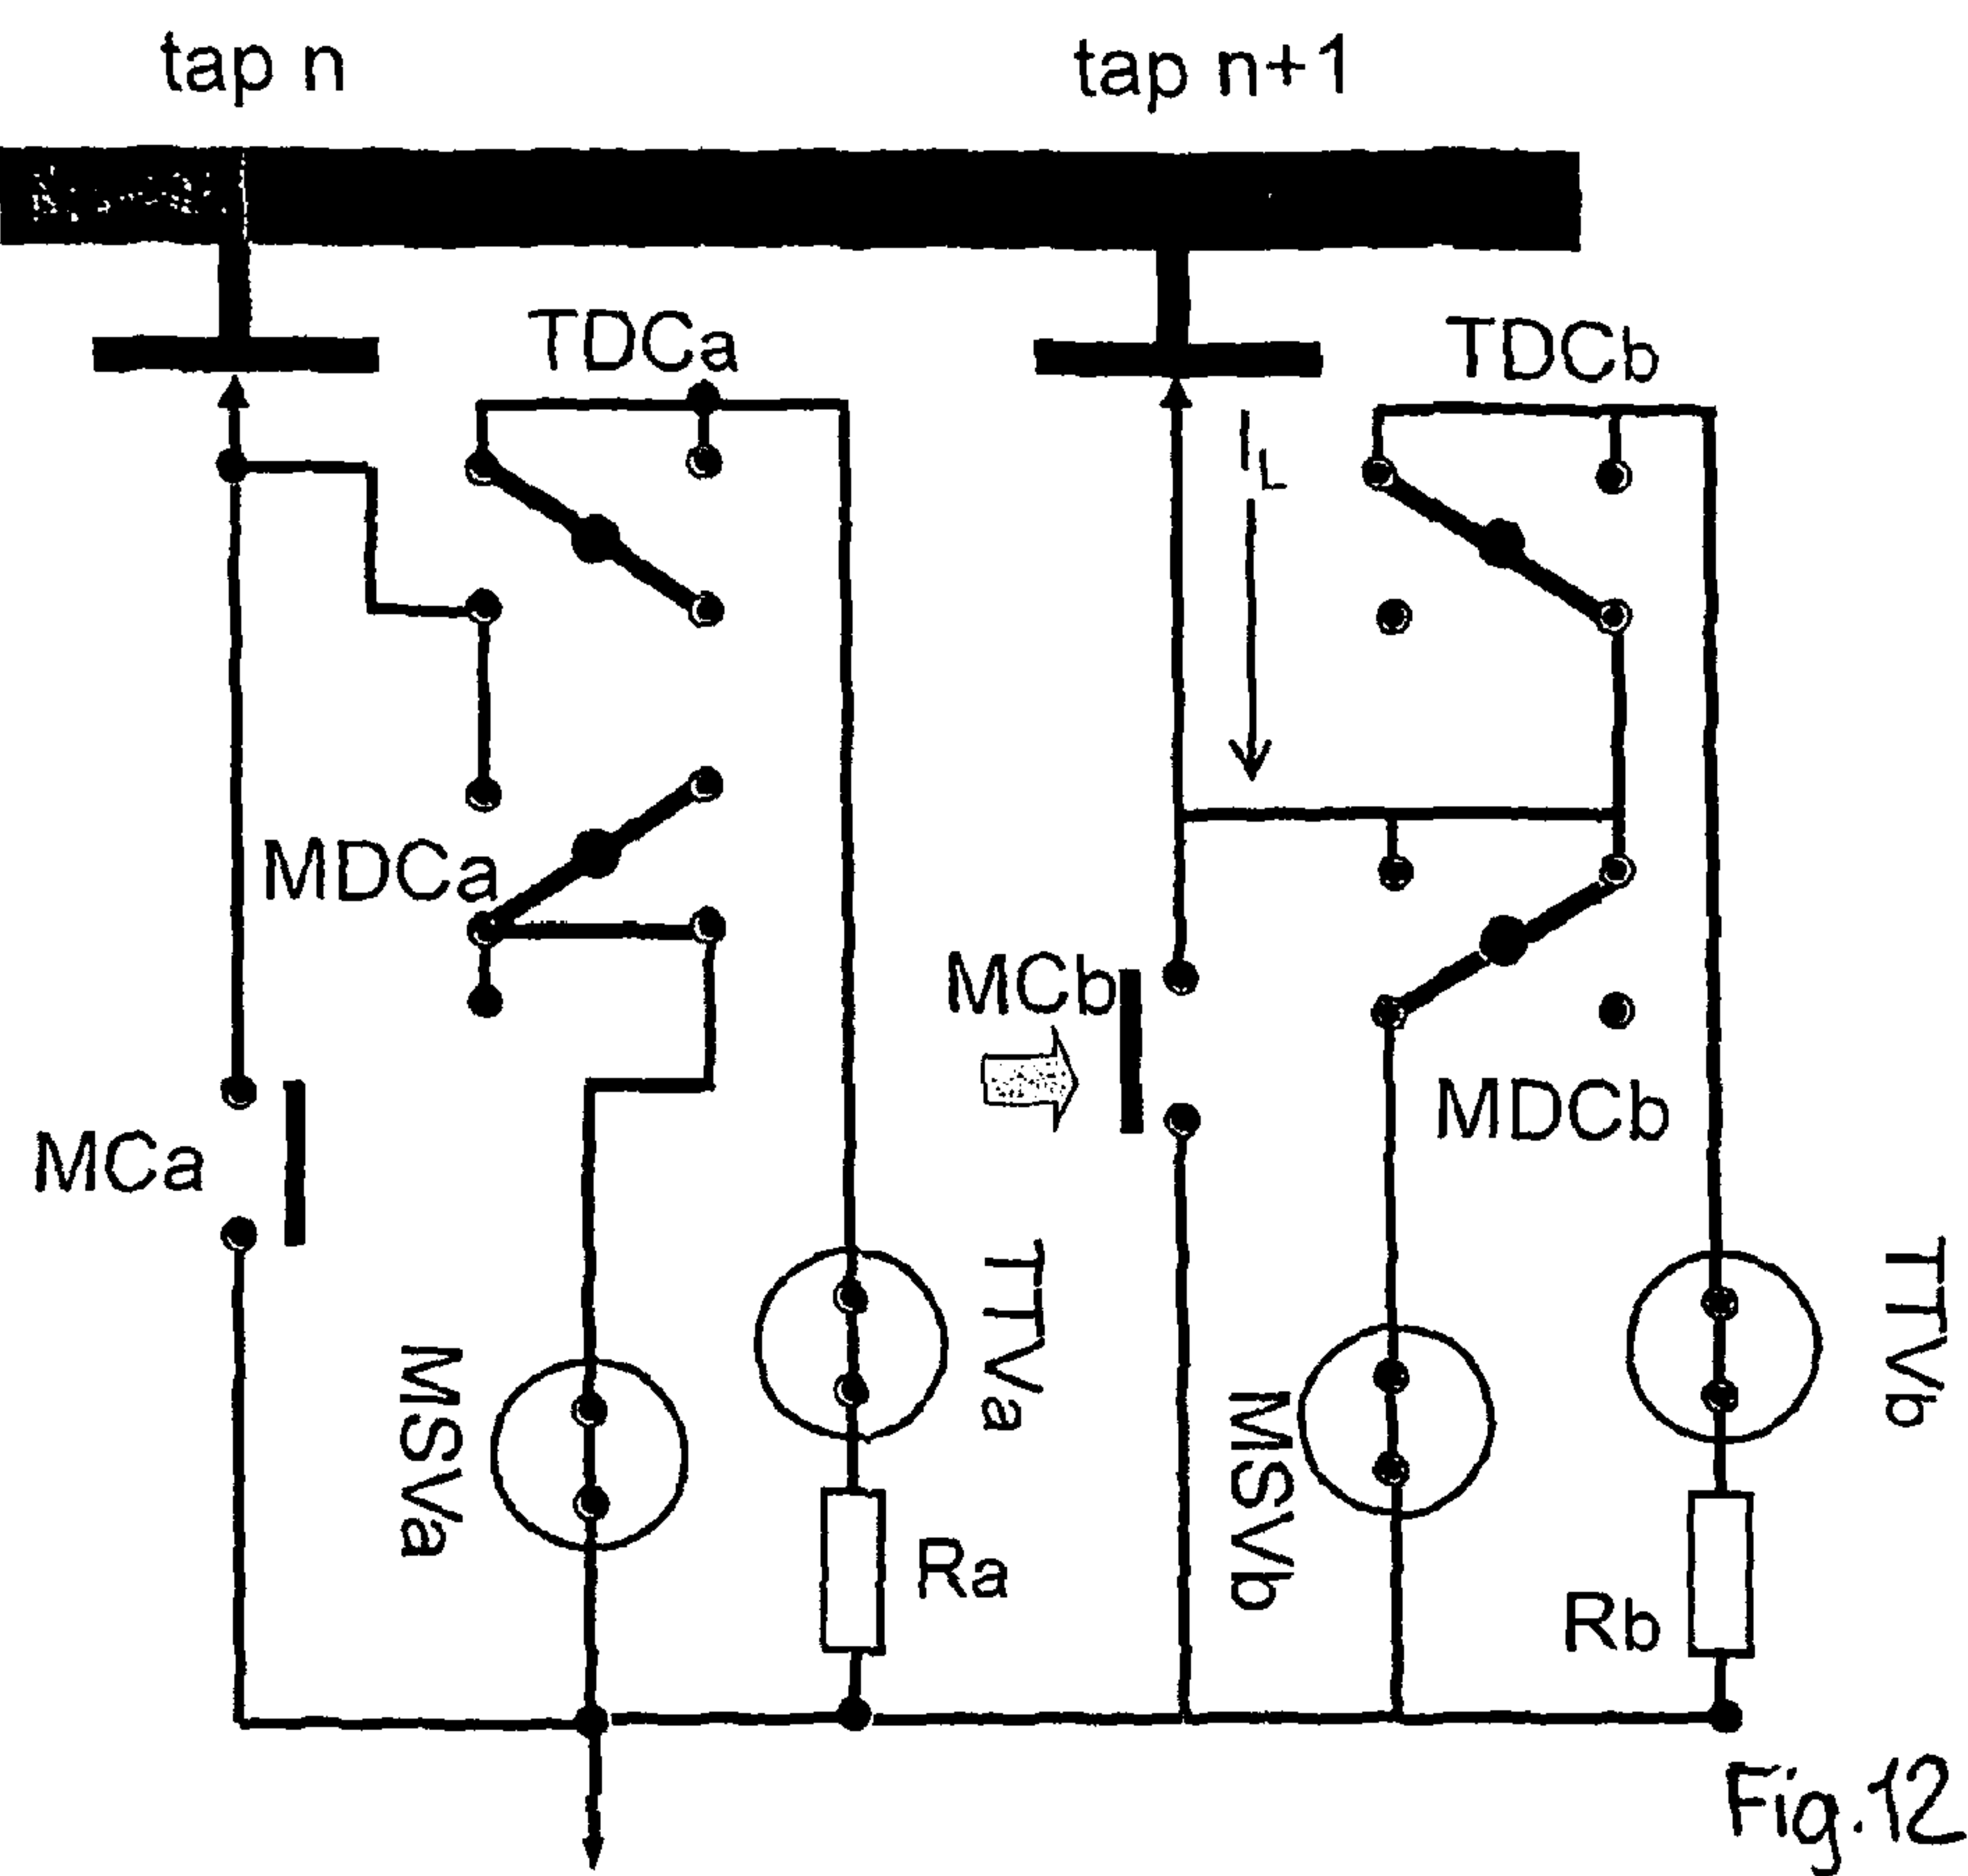 tap n
tap n+1
TDCa
TDCb
IL
MDCa
MCb
MDCb
MCa
TTVa
TTVb
MSVa
MSVb
Ra
Rb
Fig.12